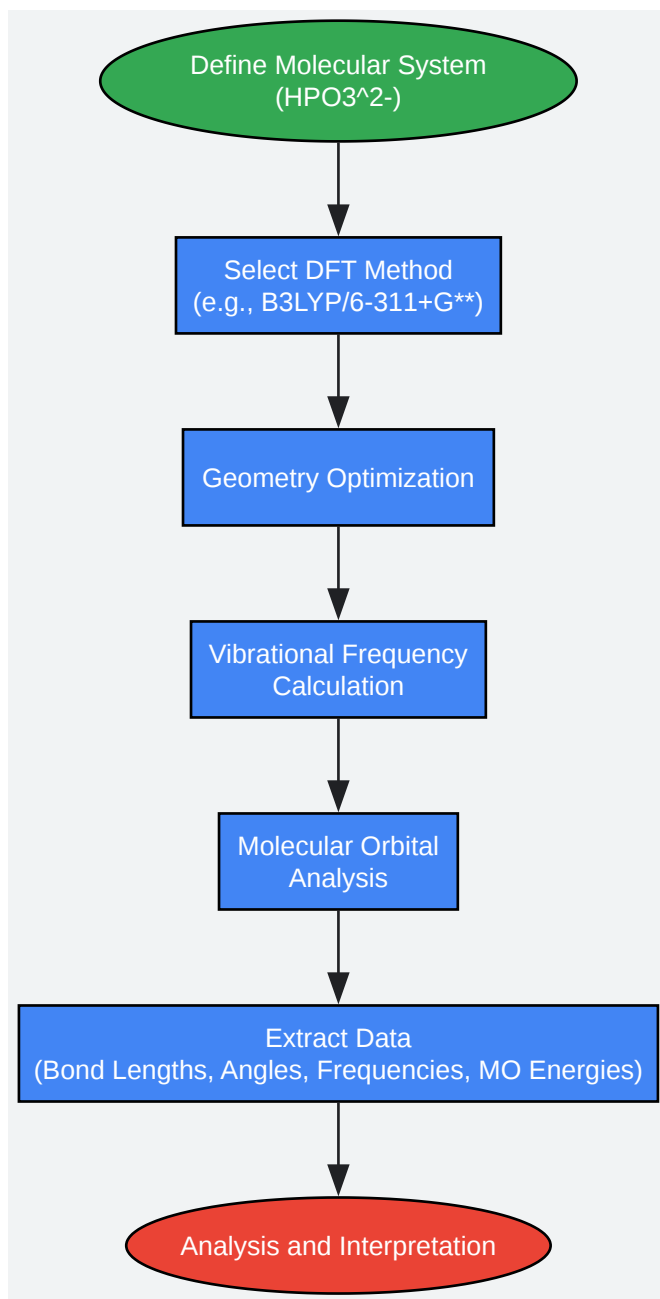 Define Molecular System
(HPO3^2-)
Select DFT Method
(e.g., B3LYP/6-311+G**)
Geometry Optimization
Vibrational Frequency
Calculation
Molecular Orbital
Analysis
Extract Data
(Bond Lengths, Angles, Frequencies, MO Energies)
Analysis and Interpretation